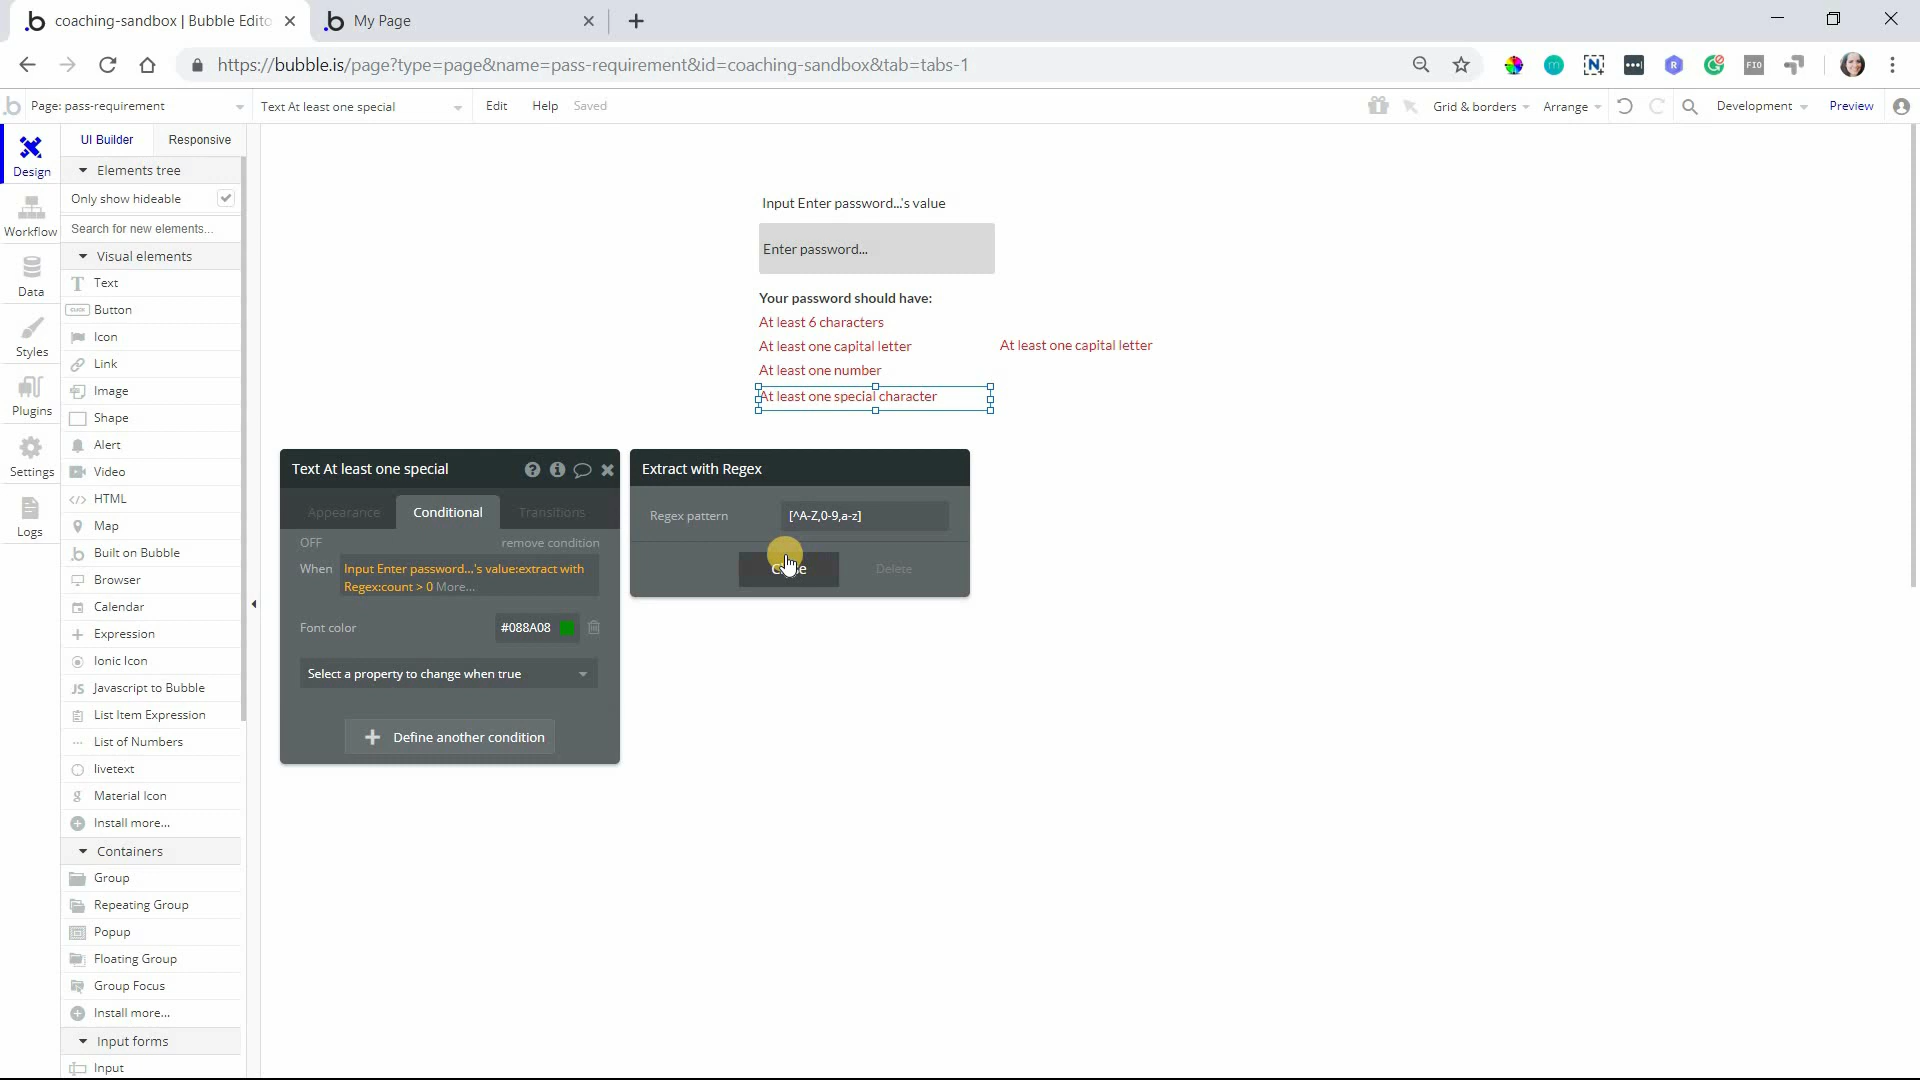 coaching-sandbox | Bubble Edito
My Page
https://bubble.is/page?type=page&name=pass-requirement&id=coaching-sandbox&tab=tabs-1
Page: pass-requirement
Text At least one special
Edit
Help
Saved
Grid & borders
Arrange
Development
Preview
Design
Workflow
Data
Styles
Plugins
Settings
Logs
UI Builder
Responsive
Elements tree
Only show hideable
Search for new elements...
Visual elements
Text
CLICK Button
Icon
Link
Image
Shape
Alert
Video
</> HTML
Map
Built on Bubble
Browser
Calendar
Expression
Ionic Icon
JS Javascript to Bubble
List Item Expression
List of Numbers
livetext
Material Icon
Install more...
Containers
Group
Repeating Group
Popup
Floating Group
Group Focus
Install more...
Input forms
Input
Input Enter password...'s value
Enter password...
Your password should have:
At least 6 characters
At least one capital letter
At least one capital letter
At least one number
At least one special character
Text At least one special
Appearance
Conditional
Transitions
OFF
remove condition
When
Input Enter password...'s value:extract with
Regex:count > 0 More...
Font color
#088A08
Select a property to change when true
Define another condition
Extract with Regex
Regex pattern
[^A-Z,0-9,a-z]
Delete